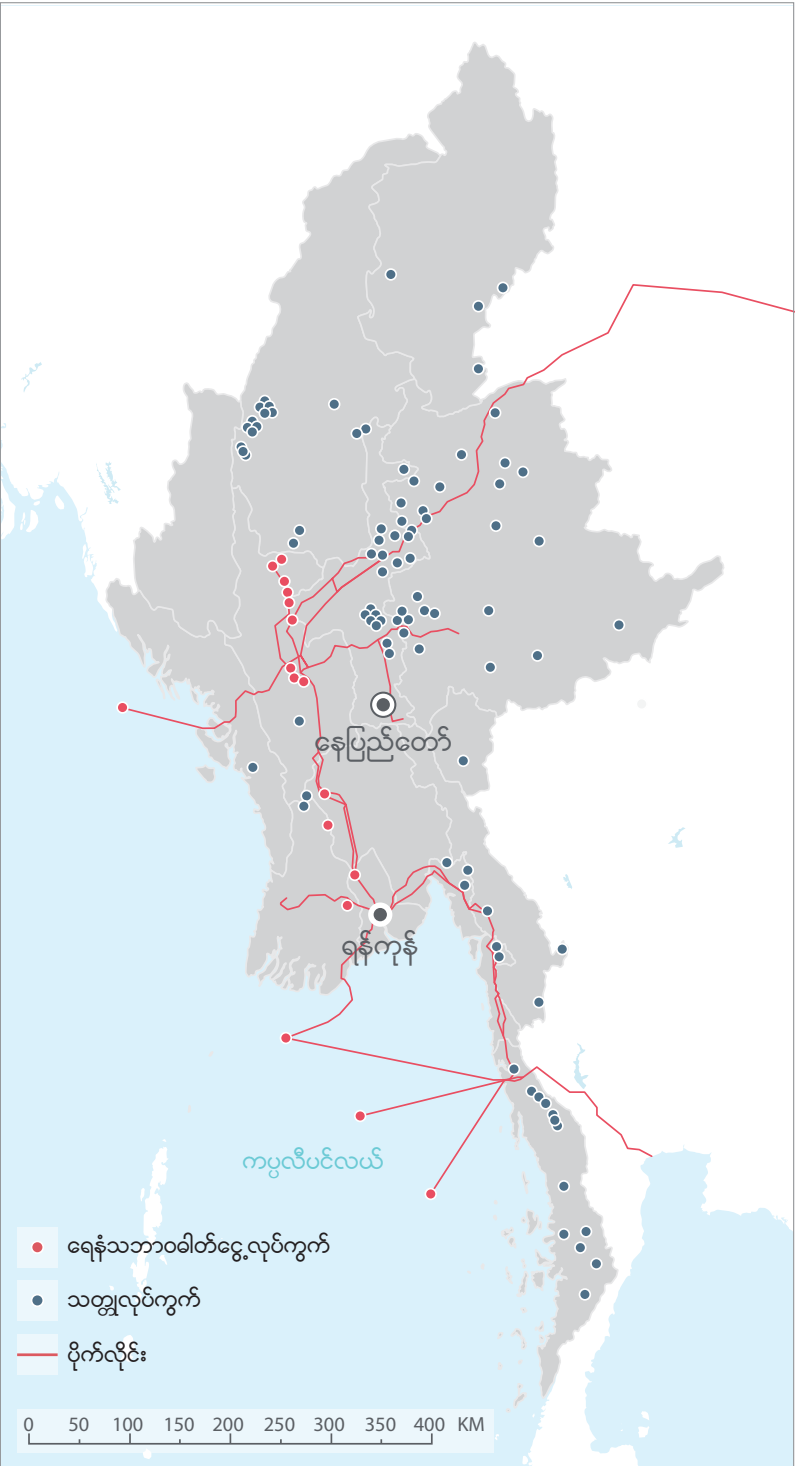 နေပြည်တော်
ရန်ကုန်
ကပ္ပလီပင်လယ်
ရေနံသဘာဝဓါတ်ငွေ့လုပ်ကွက်
သတ္တုလုပ်ကွက်
ပိုက်လိုင်း
0 50 100 150 200 250 300 350 400 KM